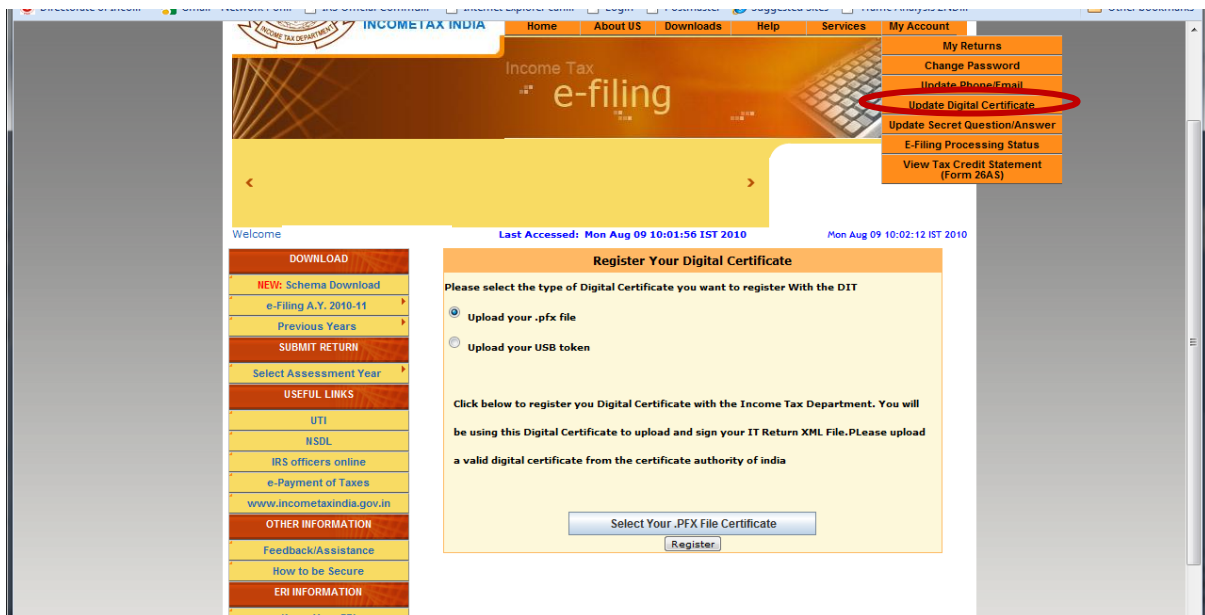 INCOME TAX DEPARTMENT
INCOMETAX INDIA
Home About US Downloads Help Services My Account
My Returns
Change Password
Update Phone/Email
Update Digital Certificate
Update Secret Question/Answer
E-Filing Processing Status
View Tax Credit Statement
(Form 26AS)
Income Tax
e-filing
Welcome
Last Accessed: Mon Aug 09 10:01:56 IST 2010
Mon Aug 09 10:02:12 IST 2010
DOWNLOAD
NEW: Schema Download
e-Filing A.Y. 2010-11
Previous Years
SUBMIT RETURN
Select Assessment Year
USEFUL LINKS
UTI
NSDL
IRS officers online
e-Payment of Taxes
www.incometaxindia.gov.in
OTHER INFORMATION
Feedback/Assistance
How to be Secure
ERI INFORMATION
Register Your Digital Certificate
Please select the type of Digital Certificate you want to register With the DIT
Upload your .pfx file
Upload your USB token
Click below to register you Digital Certificate with the Income Tax Department. You will
be using this Digital Certificate to upload and sign your IT Return XML File.PLease upload
a valid digital certificate from the certificate authority of india
Select Your .PFX File Certificate
Register